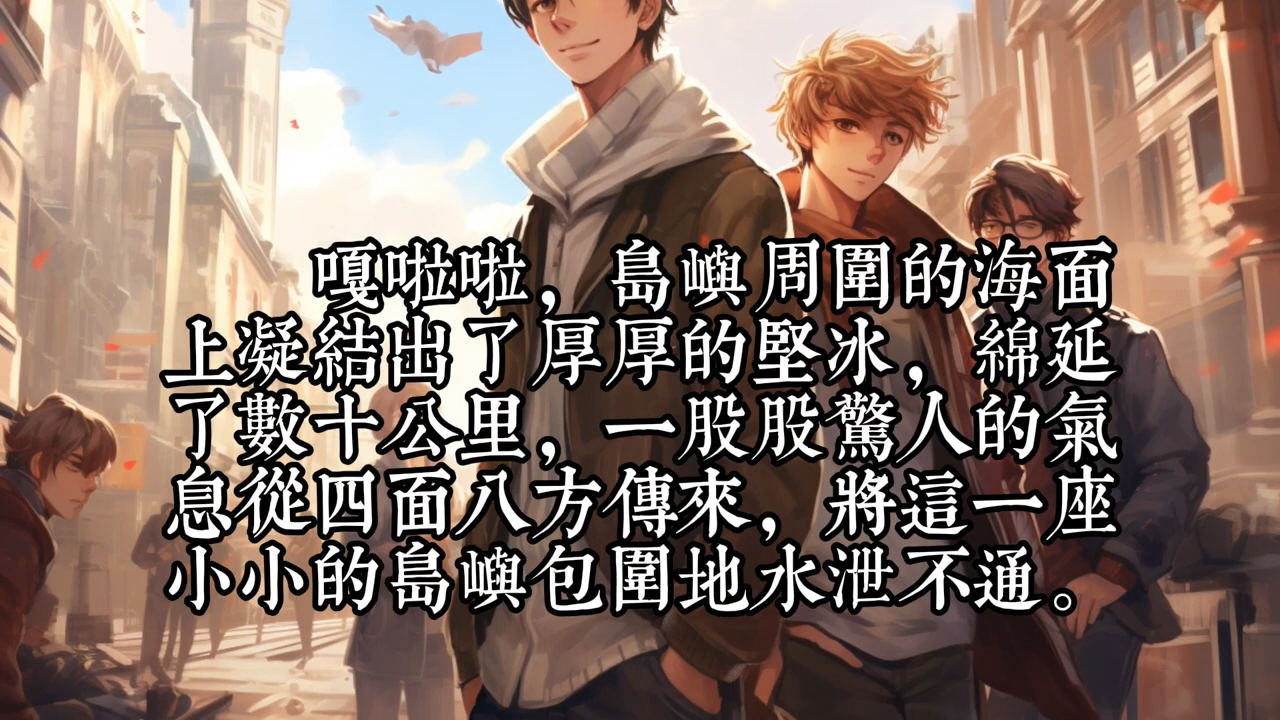 嘎啦啦，島嶼周圍的海面
上凝結出了厚厚的堅冰，綿延
了數十公里，一股股驚人的氣
息從四面八方傳來，將這一座
小小的島嶼包圍地水泄不通。